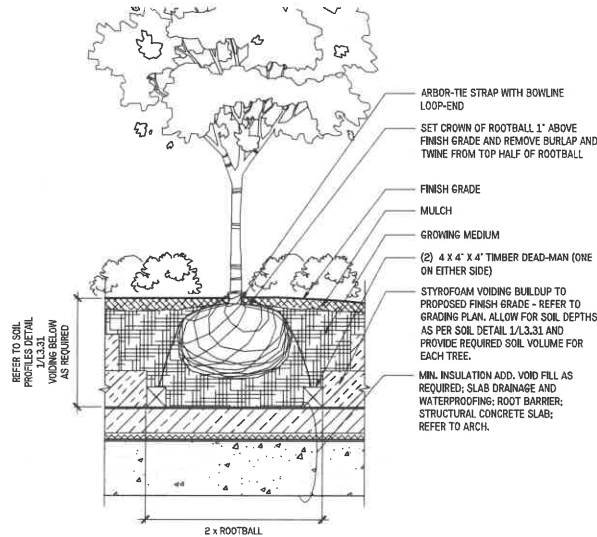 ARBOR-TIE STRAP WITH BOWLINE
LOOP-END
SET CROWN OF ROOTBALL 1" ABOVE
FINISH GRADE AND REMOVE BURLAP AND
TWINE FROM TOP HALF OF ROOTBALL
FINISH GRADE
MULCH
GROWING MEDIUM
(2) 4 X 4" X 4' TIMBER DEAD-MAN (ONE
ON EITHER SIDE)
STYROFOAM VOIDING BUILDUP TO
PROPOSED FINISH GRADE - REFER TO
GRADING PLAN. ALLOW FOR SOIL DEPTHS
AS PER SOIL DETAIL 1/L3.31 AND
PROVIDE REQUIRED SOIL VOLUME FOR
EACH TREE.
MIN. INSULATION ADD. VOID FILL AS
REQUIRED; SLAB DRAINAGE AND
WATERPROOFING; ROOT BARRIER;
STRUCTURAL CONCRETE SLAB;
REFER TO ARCH.
REFER TO SOIL
PROFILES DETAIL
1/L3.31
VOIDING BELOW
AS REQUIRED
2 x ROOTBALL